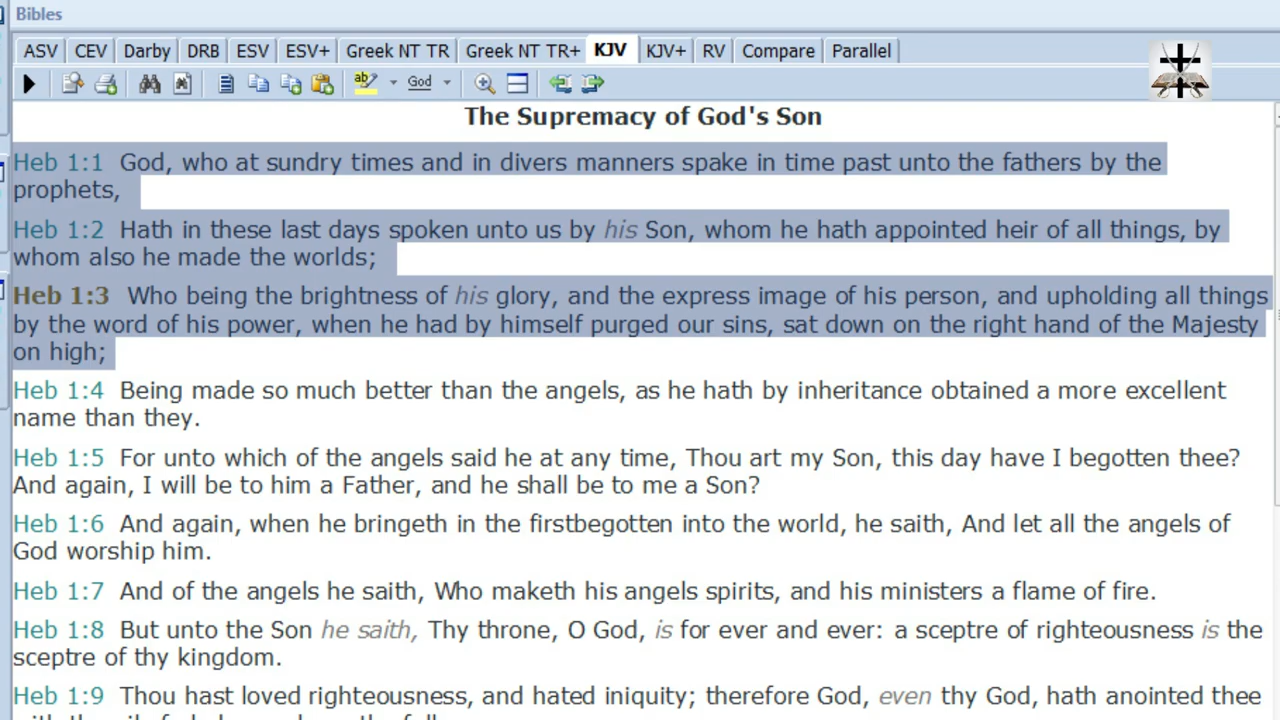 Bibles
ASV CEV Darby DRB ESV ESV+ Greek NT TR Greek NT TR+ KJV KJV+ RV Compare Parallel
ab God
The Supremacy of God's Son
Heb 1:1 God, who at sundry times and in divers manners spake in time past unto the fathers by the
prophets,
Heb 1:2 Hath in these last days spoken unto us by his Son, whom he hath appointed heir of all things, by
whom also he made the worlds;
Heb 1:3 Who being the brightness of his glory, and the express image of his person, and upholding all things
by the word of his power, when he had by himself purged our sins, sat down on the right hand of the Majesty
on high;
Heb 1:4 Being made so much better than the angels, as he hath by inheritance obtained a more excellent
name than they.
Heb 1:5 For unto which of the angels said he at any time, Thou art my Son, this day have I begotten thee?
And again, I will be to him a Father, and he shall be to me a Son?
Heb 1:6 And again, when he bringeth in the firstbegotten into the world, he saith, And let all the angels of
God worship him.
Heb 1:7 And of the angels he saith, Who maketh his angels spirits, and his ministers a flame of fire.
Heb 1:8 But unto the Son he saith, Thy throne, O God, is for ever and ever: a sceptre of righteousness is the
sceptre of thy kingdom.
Heb 1:9 Thou hast loved righteousness, and hated iniquity; therefore God, even thy God, hath anointed thee